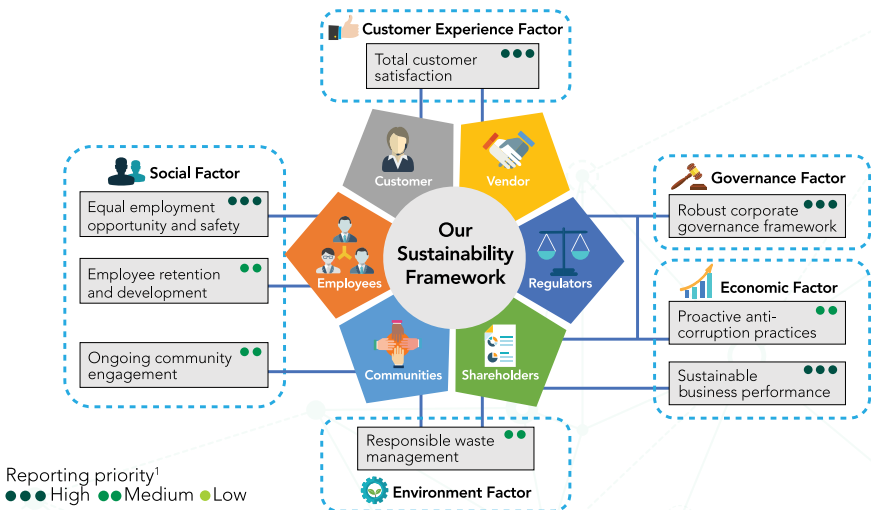 Customer Experience Factor
Total customer
satisfaction
Social Factor
Equal employment
opportunity and safety
Employee retention
and development
Ongoing community
engagement
Customer
Vendor
Employees
Our
Sustainability
Framework
Regulators
Communities
Shareholders
Governance Factor
Robust corporate
governance framework
Economic Factor
Proactive anti-
corruption practices
Sustainable
business performance
Responsible waste
management
Environment Factor
Reporting priority¹
High Medium Low